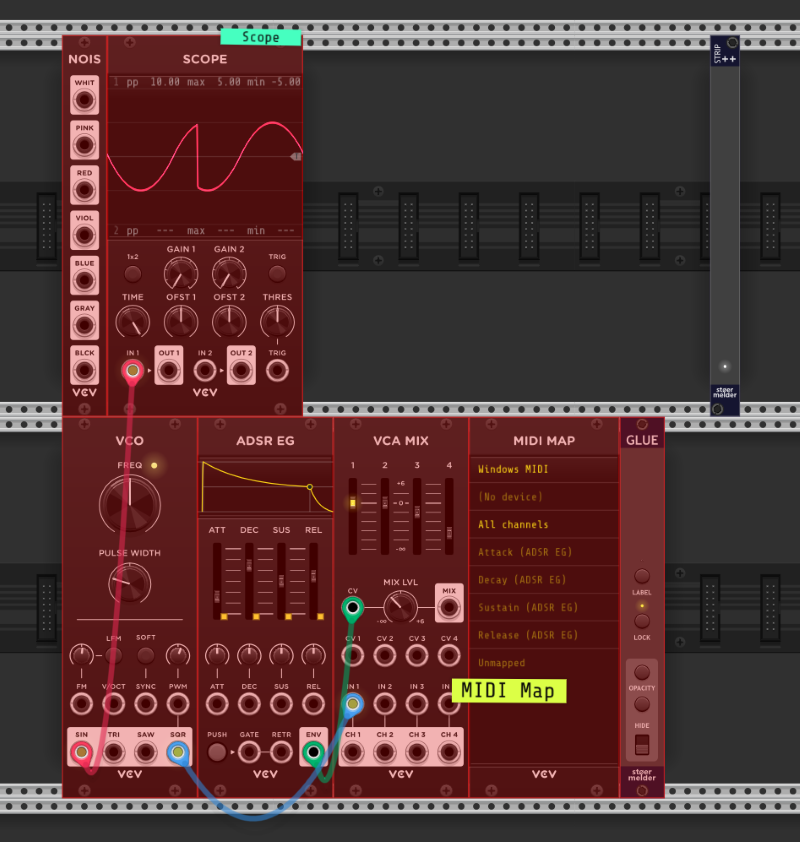 Scope
NOIS
SCOPE
STRIP ++
1 pp 10.00 max 5.00 min -5.00
WHIT
PINK
RED
VIOL
BLUE
GRAY
BLCK
VCV
2 pp --- max --- min ---
1x2 GAIN 1 GAIN 2 TRIG
TIME OFST 1 OFST 2 THRES
IN 1 OUT 1 IN 2 OUT 2 TRIG
VCV
steer melder
VCO
FREQ
PULSE WIDTH
LFM SOFT
FM V/OCT SYNC PWM
SIN TRI SAW SQR
VCV
ADSR EG
ATT DEC SUS REL
ATT DEC SUS REL
PUSH GATE RETR ENV
VCV
VCA MIX
1 2 3 4
+6
0
-∞
MIX LVL
CV MIX
-∞ +6
CV 1 CV 2 CV 3 CV 4
IN 1 IN 2 IN 3 IN
CH 1 CH 2 CH 3 CH 4
VCV
MIDI MAP
Windows MIDI
(No device)
All channels
Attack (ADSR EG)
Decay (ADSR EG)
Sustain (ADSR EG)
Release (ADSR EG)
Unmapped
MIDI Map
VCV
GLUE
LABEL
LOCK
OPACITY
HIDE
steer melder